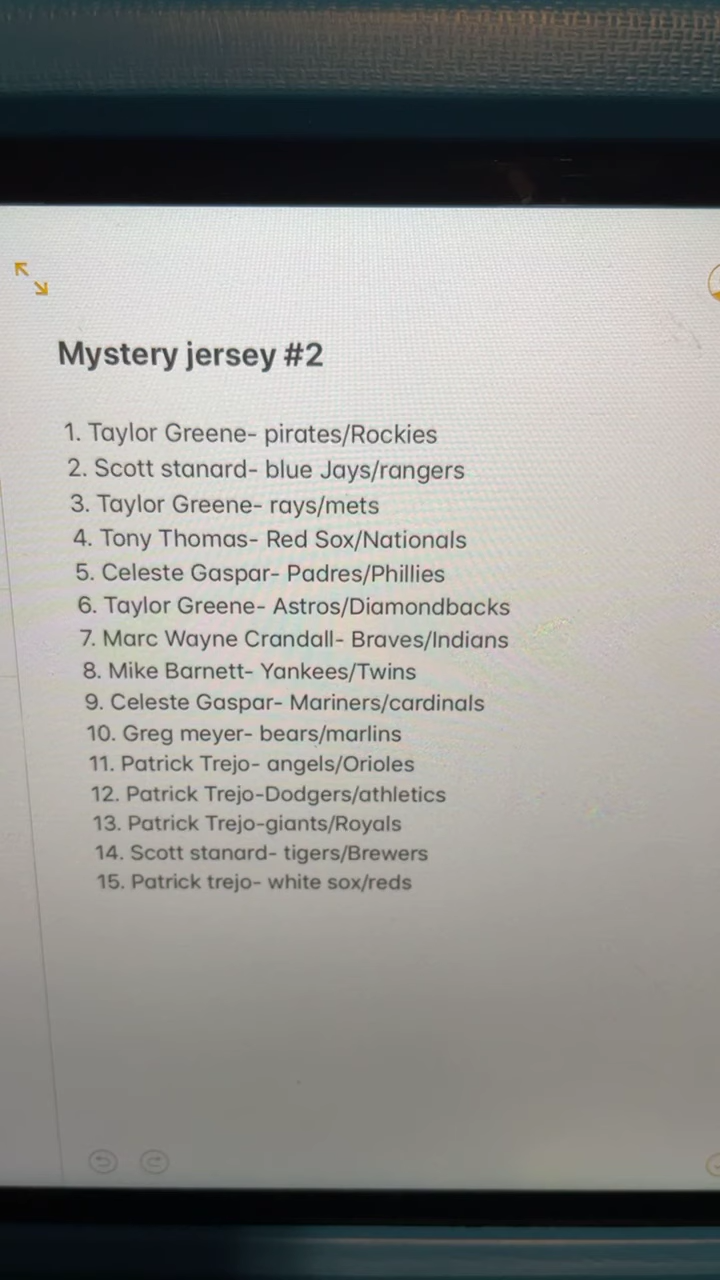 Mystery jersey #2
1. Taylor Greene- pirates/Rockies
2. Scott stanard- blue Jays/rangers
3. Taylor Greene- rays/mets
4. Tony Thomas- Red Sox/Nationals
5. Celeste Gaspar- Padres/Phillies
6. Taylor Greene- Astros/Diamondbacks
7. Marc Wayne Crandall- Braves/Indians
8. Mike Barnett- Yankees/Twins
9. Celeste Gaspar- Mariners/cardinals
10. Greg meyer- bears/marlins
11. Patrick Trejo- angels/Orioles
12. Patrick Trejo-Dodgers/athletics
13. Patrick Trejo-giants/Royals
14. Scott stanard- tigers/Brewers
15. Patrick trejo- white sox/reds